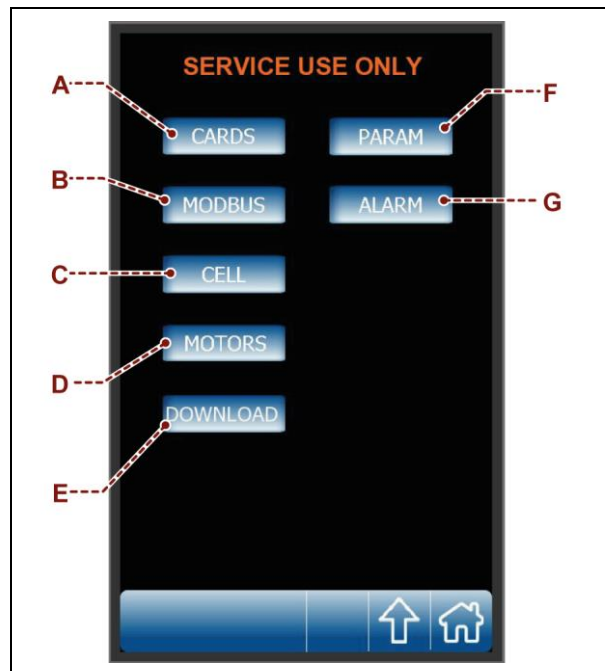 SERVICE USE ONLY
A
CARDS
PARAM
F
B
MODBUS
ALARM
G
C
CELL
D
MOTORS
E
DOWNLOAD